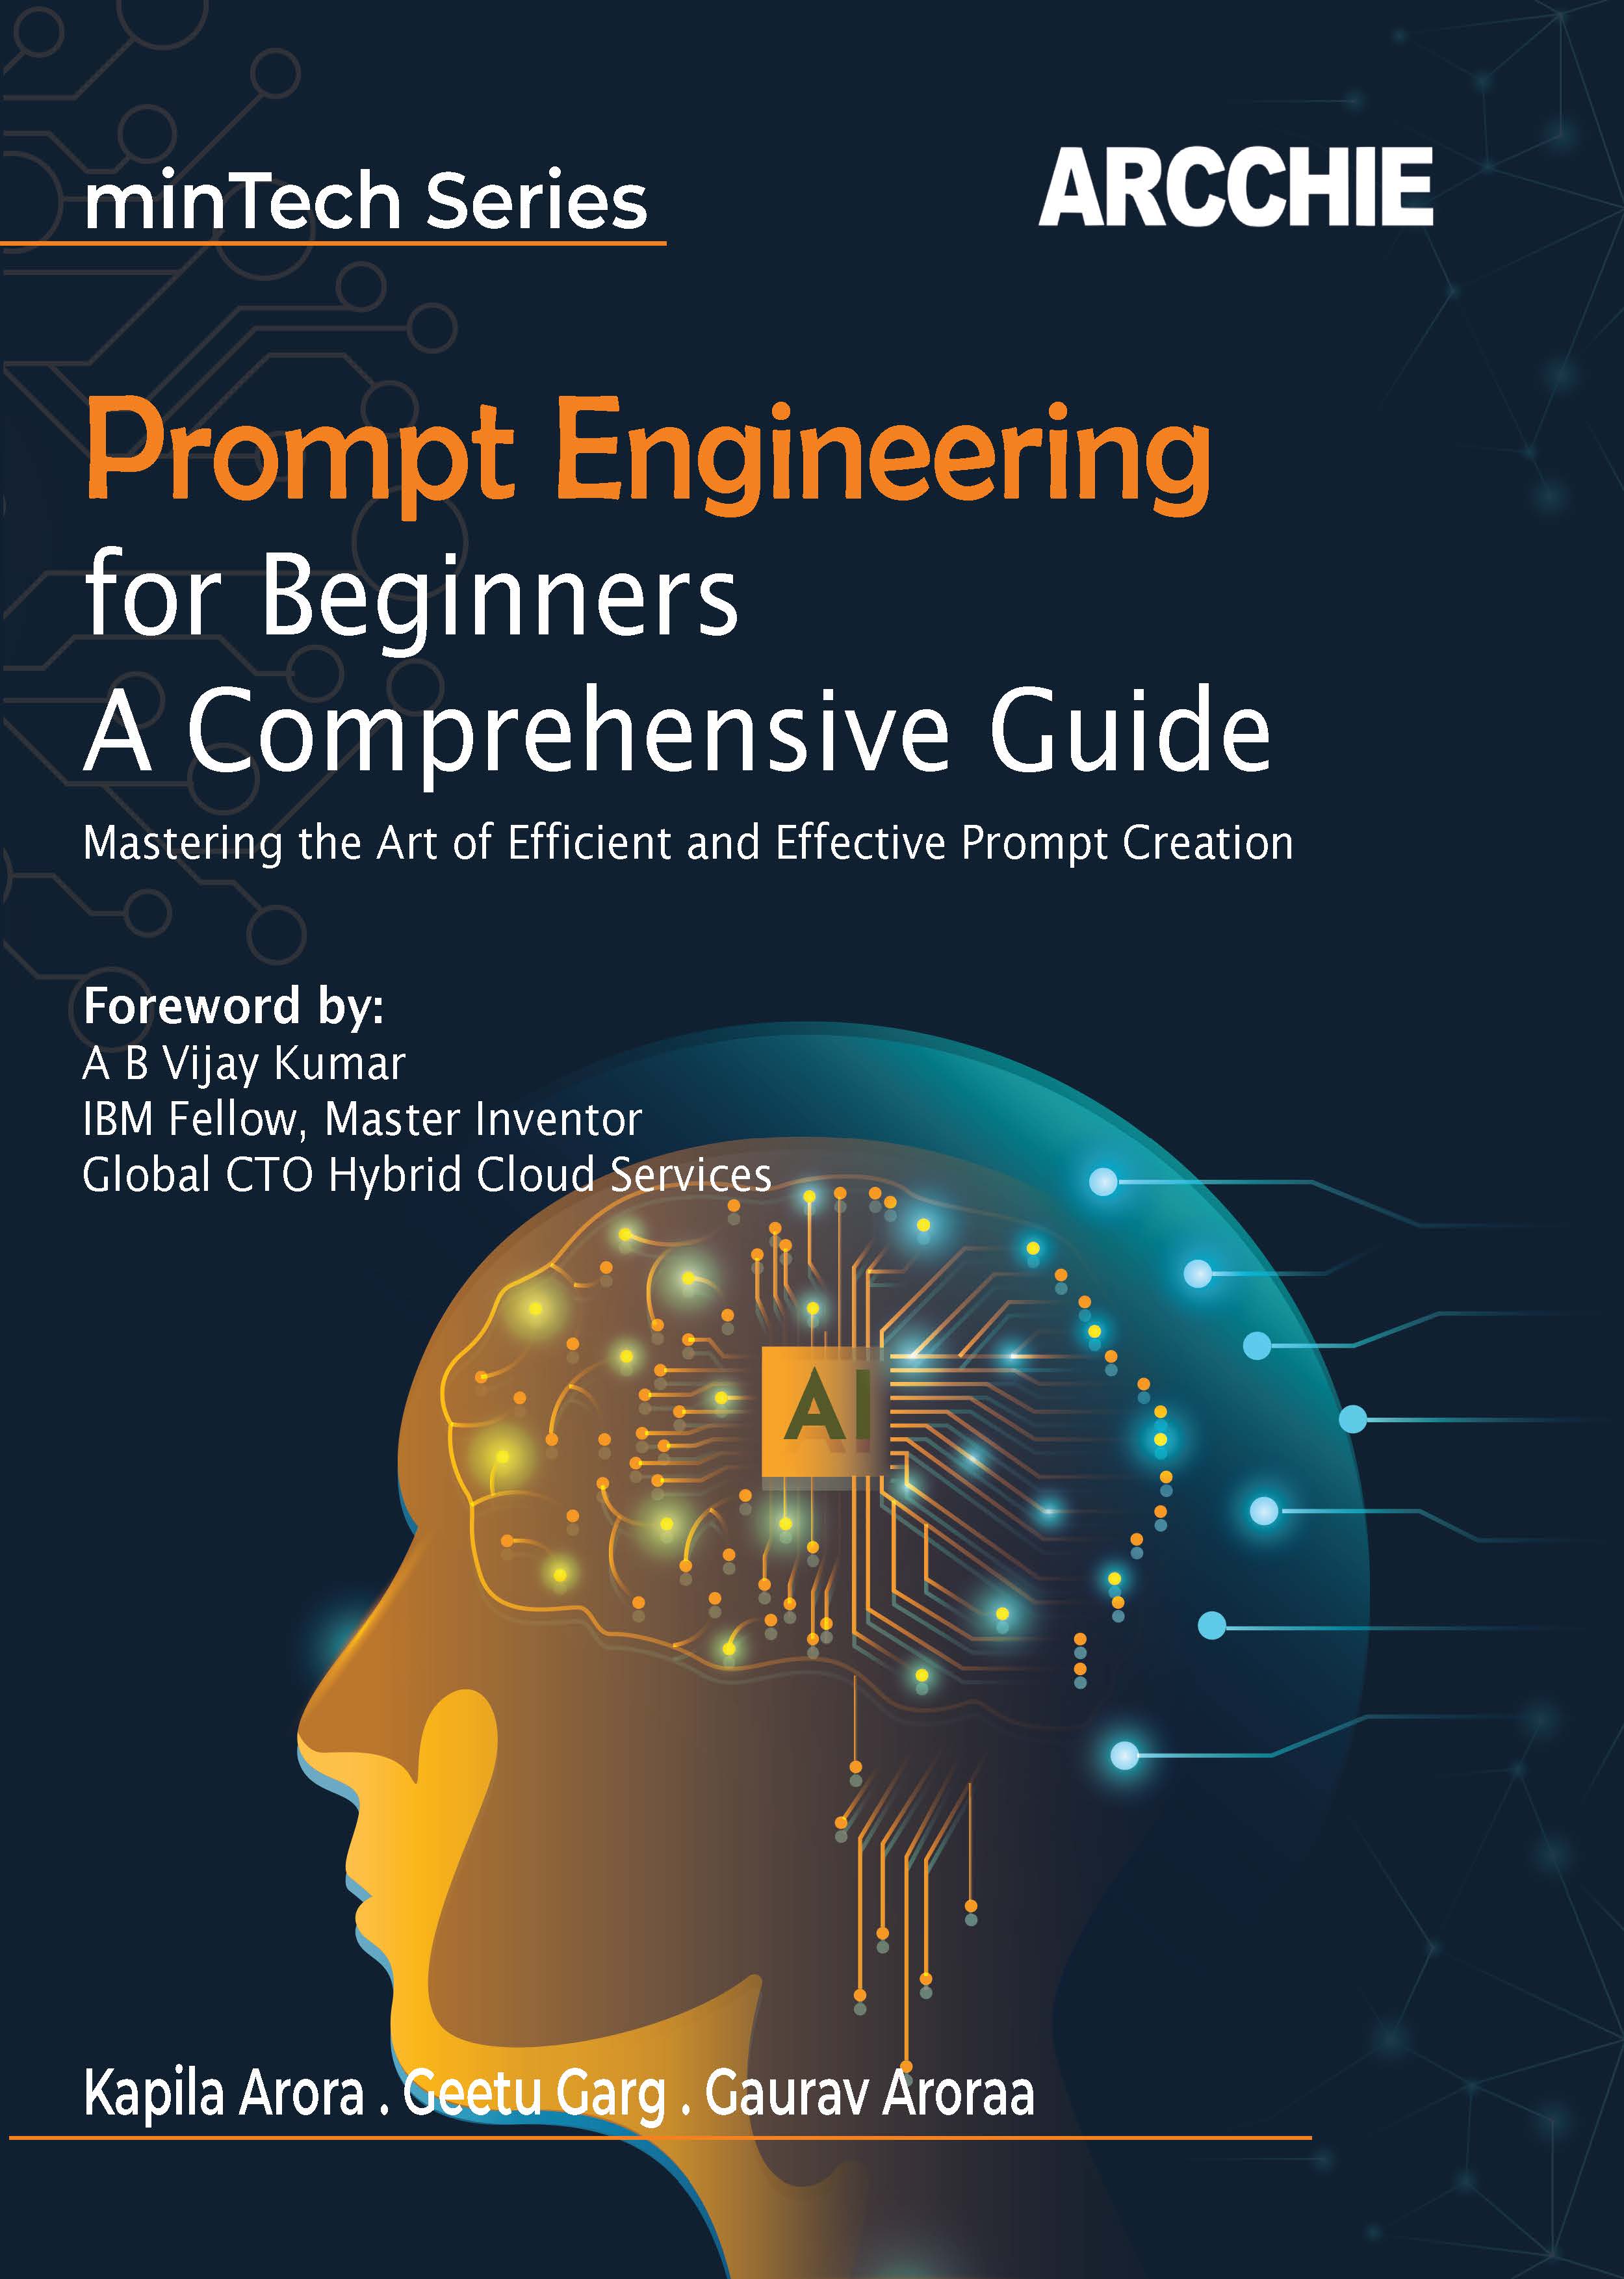 minTech Series
ARCCHIE
Prompt Engineering
for Beginners
A Comprehensive Guide
Mastering the Art of Efficient and Effective Prompt Creation
Foreword by:
A B Vijay Kumar
IBM Fellow, Master Inventor
Global CTO Hybrid Cloud Services
AI
Kapila Arora . Geetu Garg . Gaurav Aroraa